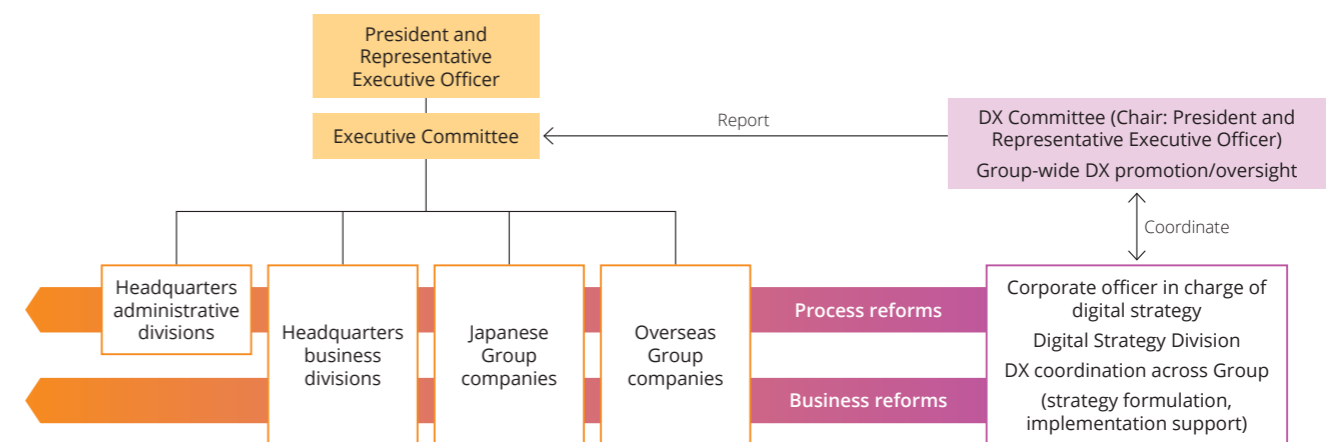 President and
Representative
Executive Officer
Executive Committee
Report
DX Committee (Chair: President and
Representative Executive Officer)
Group-wide DX promotion/oversight
Coordinate
Headquarters
administrative
divisions
Headquarters
business
divisions
Japanese
Group
companies
Overseas
Group
companies
Process reforms
Business reforms
Corporate officer in charge of
digital strategy
Digital Strategy Division
DX coordination across Group
(strategy formulation,
implementation support)